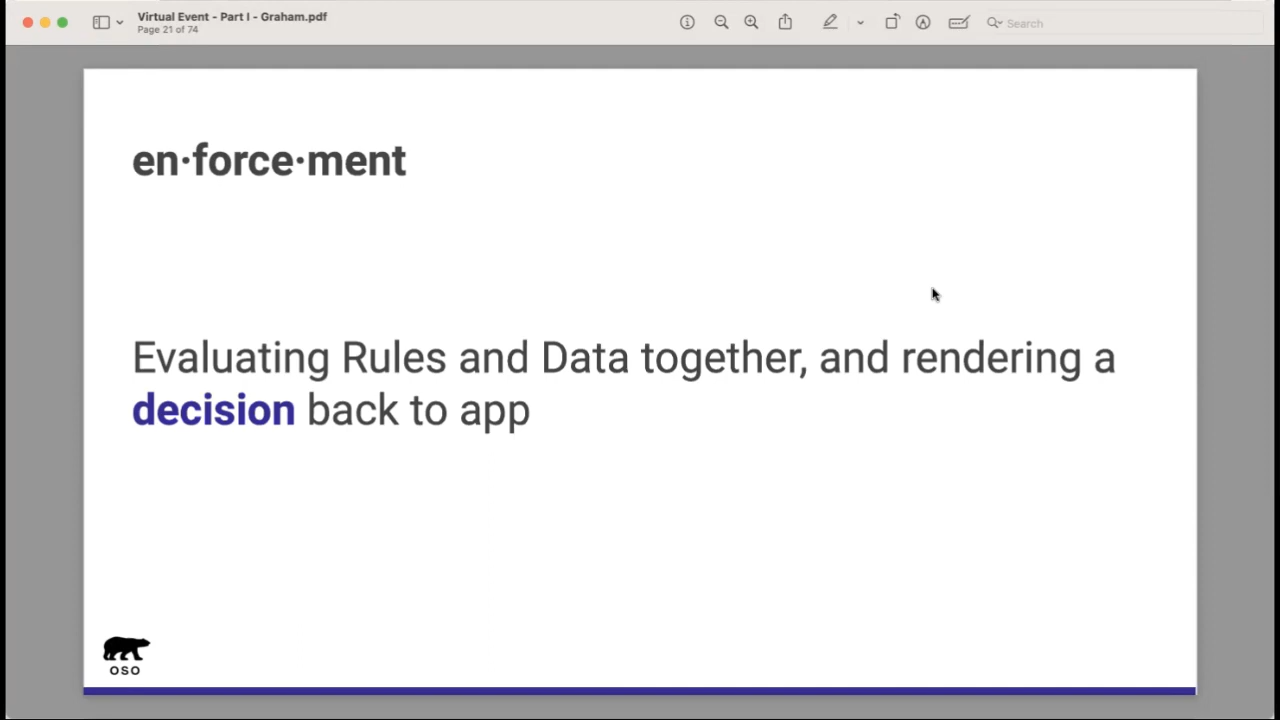 Virtual Event - Part I - Graham.pdf
Page 21 of 74
Search
en·force·ment
Evaluating Rules and Data together, and rendering a
decision back to app
OSO